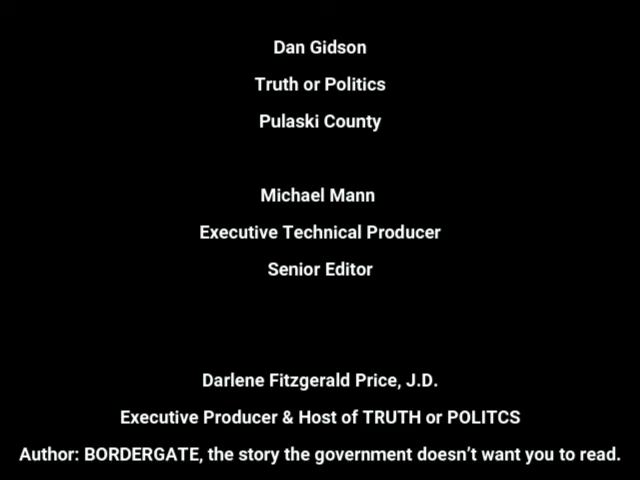 Dan Gidson
Truth or Politics
Pulaski County
Michael Mann
Executive Technical Producer
Senior Editor
Darlene Fitzgerald Price, J.D.
Executive Producer & Host of TRUTH or POLITCS
Author: BORDERGATE, the story the government doesn’t want you to read.